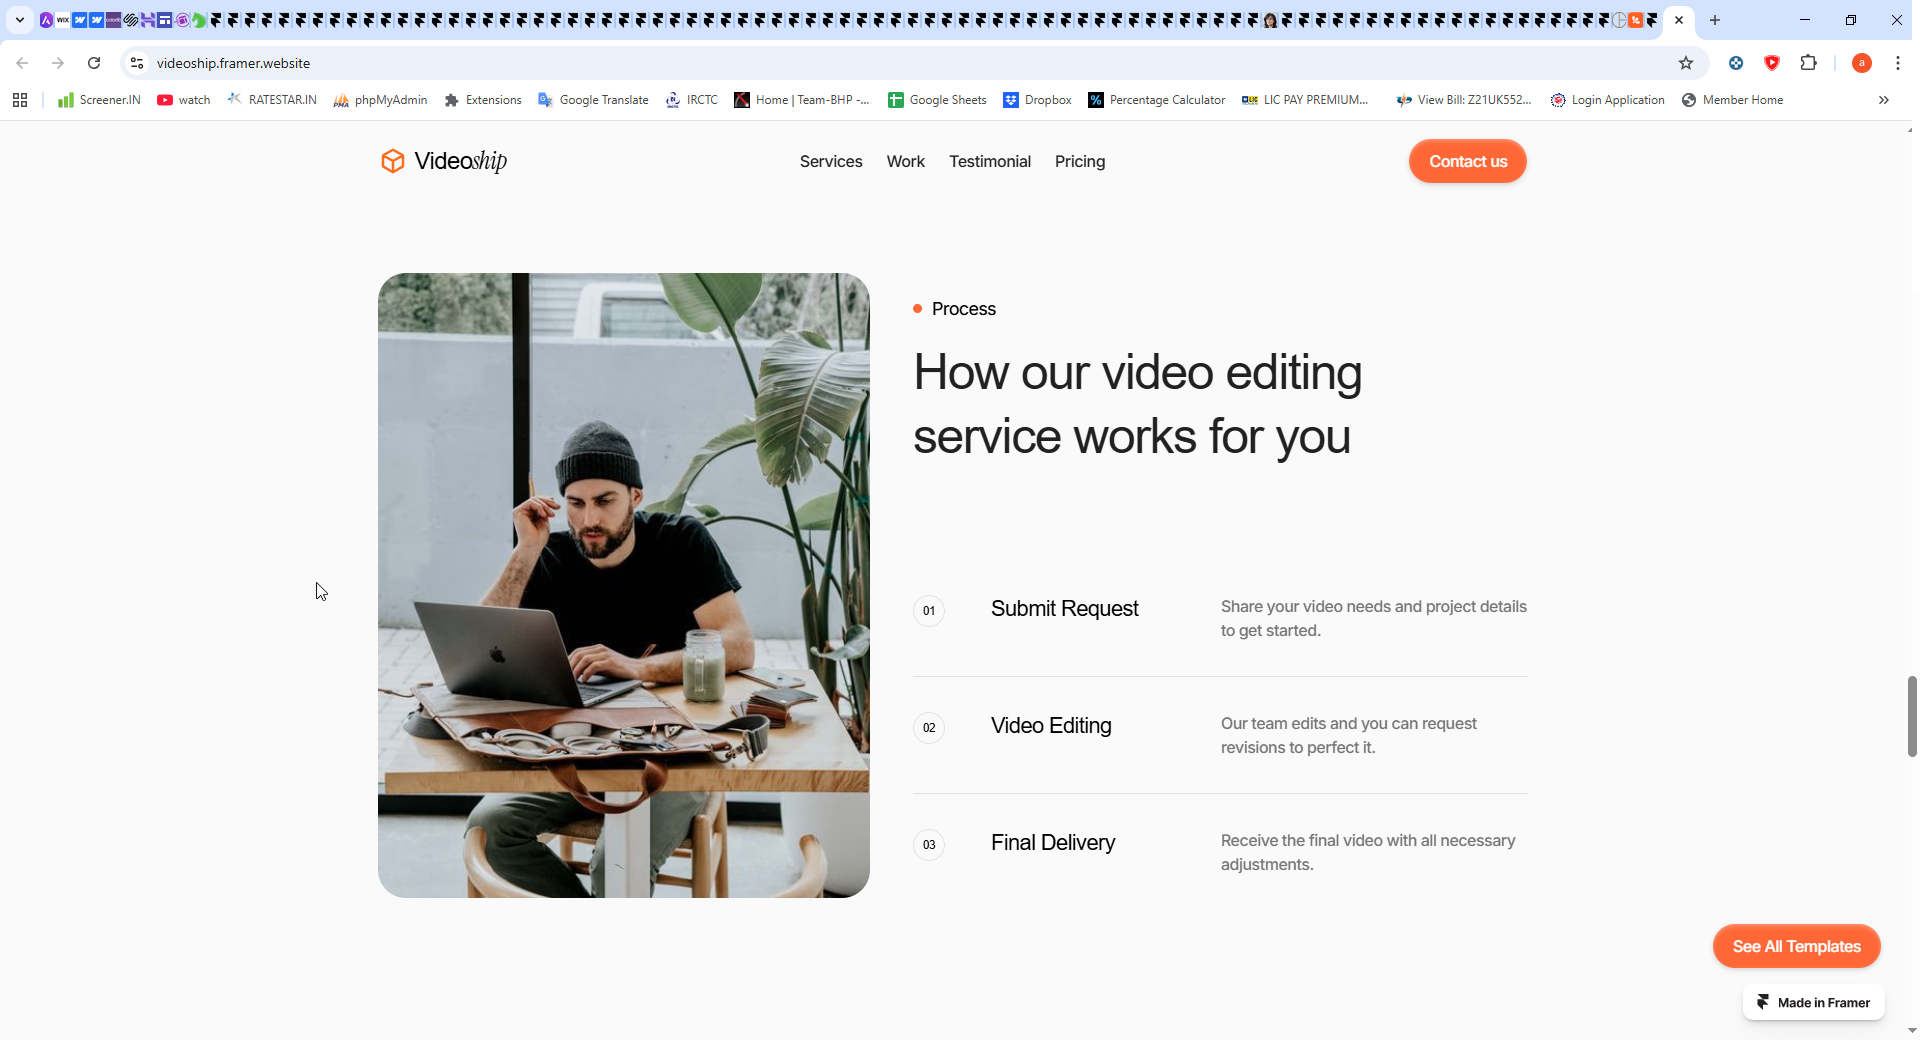 videoship.framer.website
Screener.IN watch RATESTAR.IN phpMyAdmin Extensions Google Translate IRCTC Home | Team-BHP -... Google Sheets Dropbox Percentage Calculator LIC PAY PREMIUM... View Bill: Z21UK552... Login Application Member Home
Videoship Services Work Testimonial Pricing Contact us
Process
How our video editing
service works for you
01 Submit Request
Share your video needs and project details
to get started.
02 Video Editing
Our team edits and you can request
revisions to perfect it.
03 Final Delivery
Receive the final video with all necessary
adjustments.
See All Templates
Made in Framer